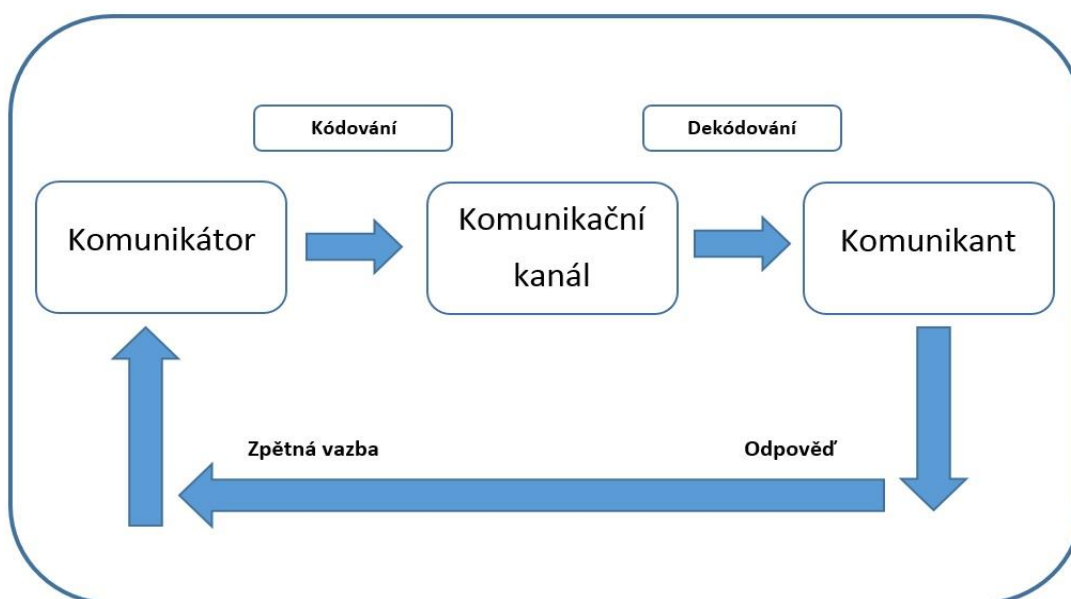 Kódování
Dekódování
Komunikátor
Komunikační
kanál
Komunikant
Zpětná vazba
Odpověď